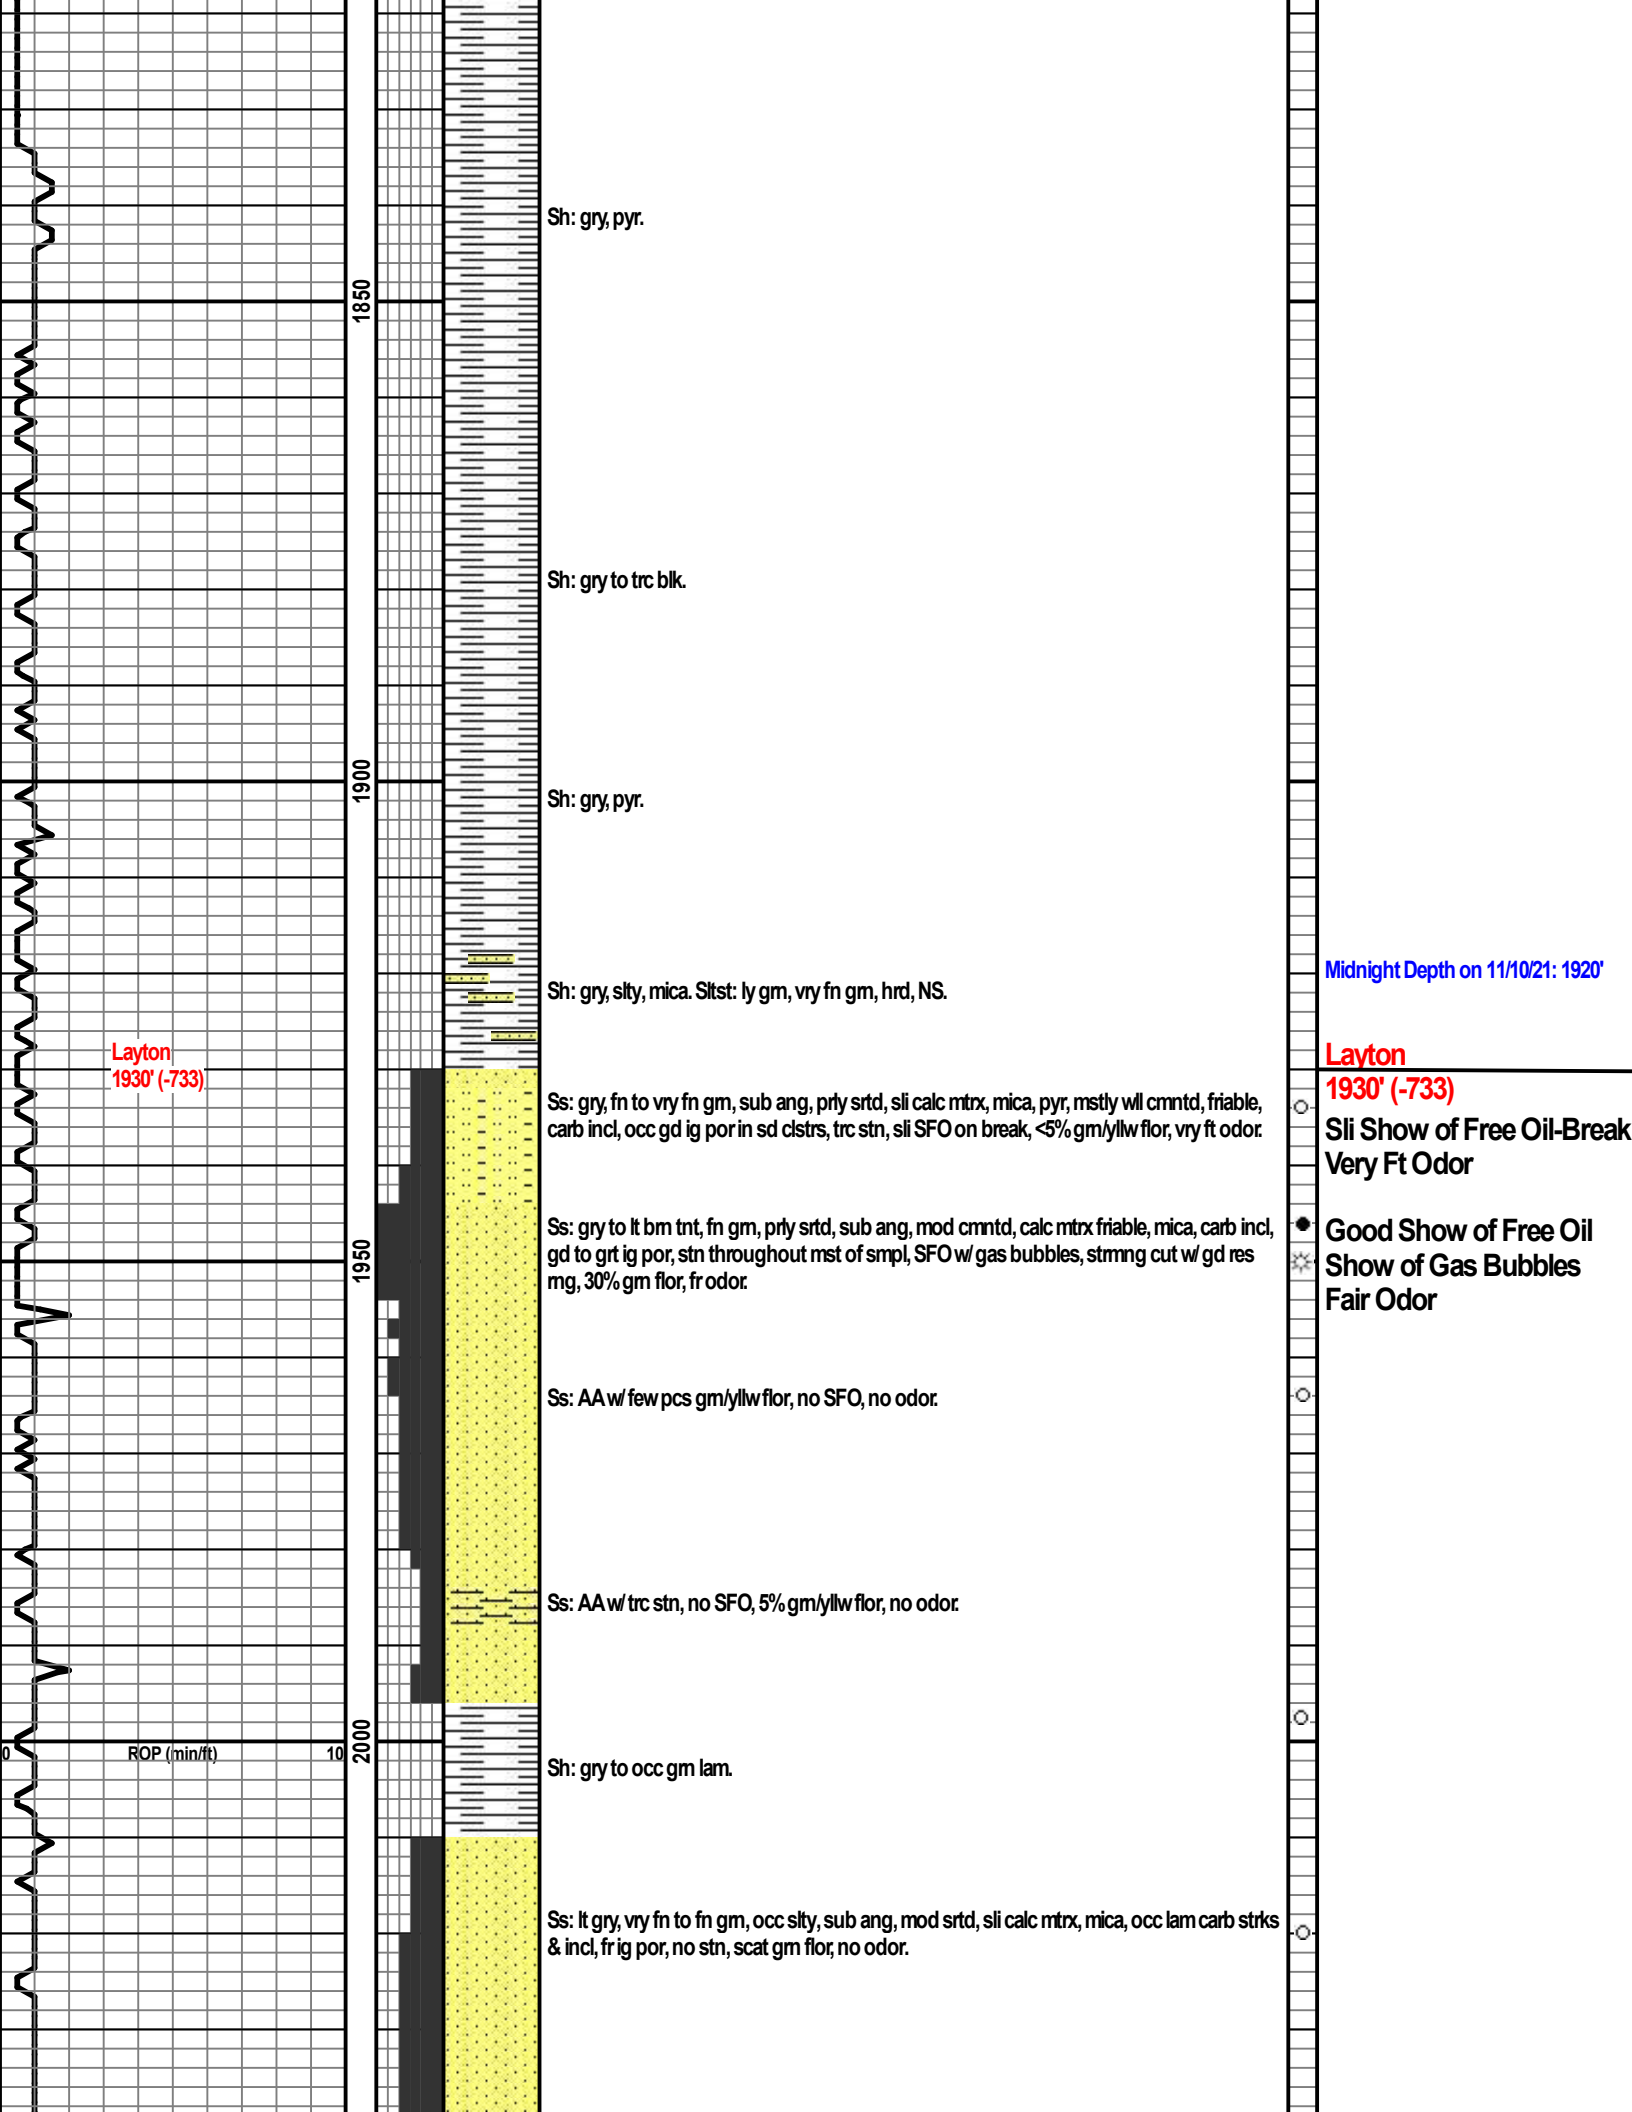 Sh: gry, pyr.
1850
Sh: gry to trc blk.
1900
Sh: gry, pyr.
Midnight Depth on 11/10/21: 1920'
Sh: gry, slty, mica. Sltst: ly grn, vry fn grn, hrd, NS.
Layton
1930' (-733)
Layton
1930' (-733)
Ss: gry, fn to vry fn grn, sub ang, prly srtd, sli calc mtrx, mica, pyr, mstly wll cmntd, friable,
carb incl, occ gd ig por in sd clstrs, trc stn, sli SFO on break, <5% grn/yllw flor, vry ft odor.
Sli Show of Free Oil-Break
Very Ft Odor
Ss: gry to lt brn tnt, fn grn, prly srtd, sub ang, mod cmntd, calc mtrx friable, mica, carb incl,
gd to grt ig por, stn throughout mst of smpl, SFO w/ gas bubbles, strmng cut w/ gd res
rng, 30% grn flor, fr odor.
1950
Good Show of Free Oil
Show of Gas Bubbles
Fair Odor
Ss: AA w/ few pcs grn/yllw flor, no SFO, no odor.
Ss: AA w/ trc stn, no SFO, 5% grn/yllw flor, no odor.
0 ROP (min/ft) 10
2000
Sh: gry to occ grn lam.
Ss: lt gry, vry fn to fn grn, occ slty, sub ang, mod srtd, sli calc mtrx, mica, occ lam carb strks
& incl, fr ig por, no stn, scat grn flor, no odor.